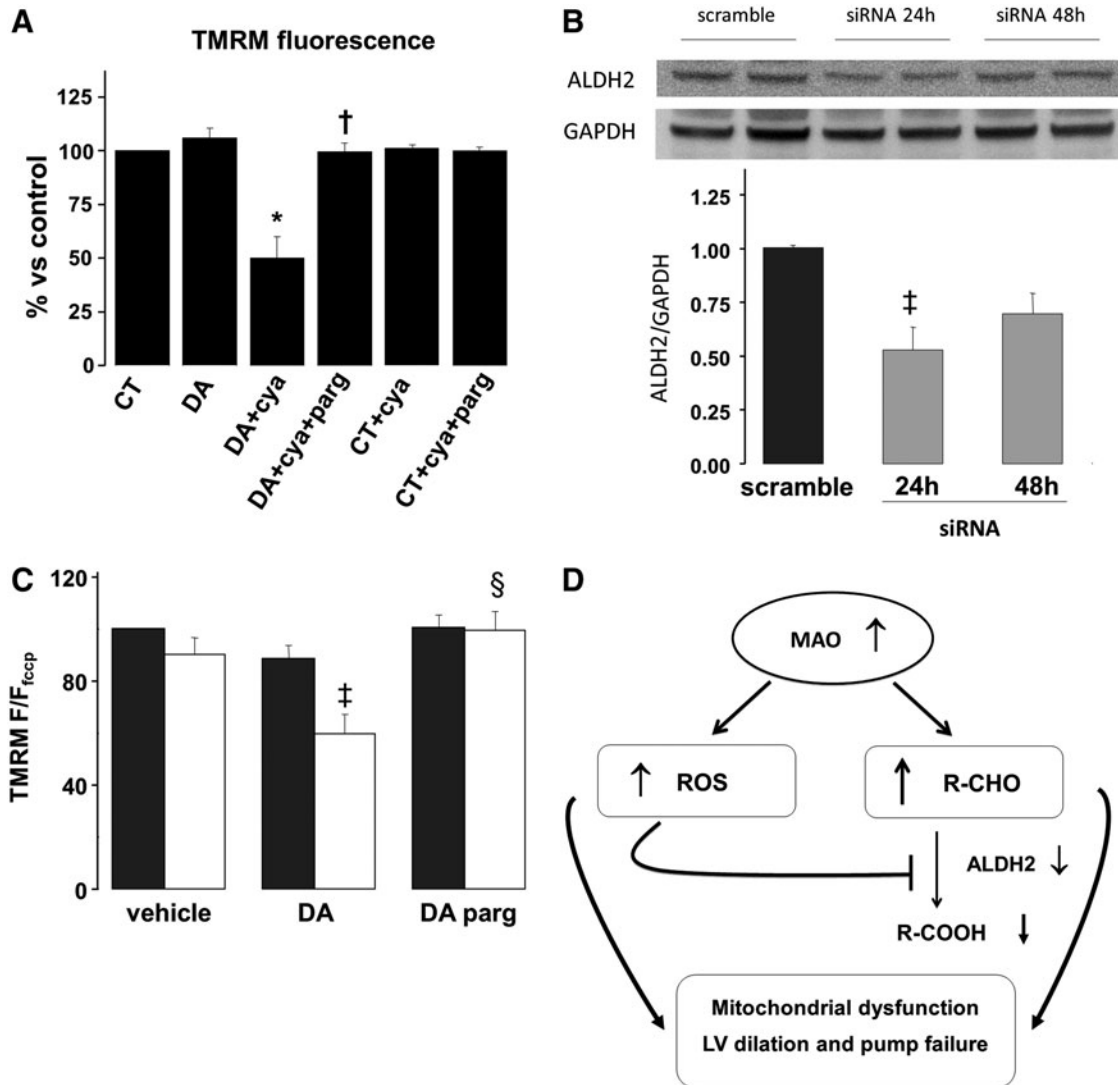 A
TMRM fluorescence
% vs control
125
100
75
50
25
0
*
†
CT
DA
DA+cya
DA+cya+parg
CT+cya
CT+cya+parg
B
scramble siRNA 24h siRNA 48h
ALDH2
GAPDH
ALDH2/GAPDH
1.25
1.00
0.75
0.50
0.25
0.00
‡
scramble 24h 48h
siRNA
C
TMRM F/Ffccp
120
80
40
0
‡
§
vehicle DA DA parg
D
MAO ↑
↑ ROS
↑ R-CHO
ALDH2 ↓
R-COOH ↓
Mitochondrial dysfunction
LV dilation and pump failure